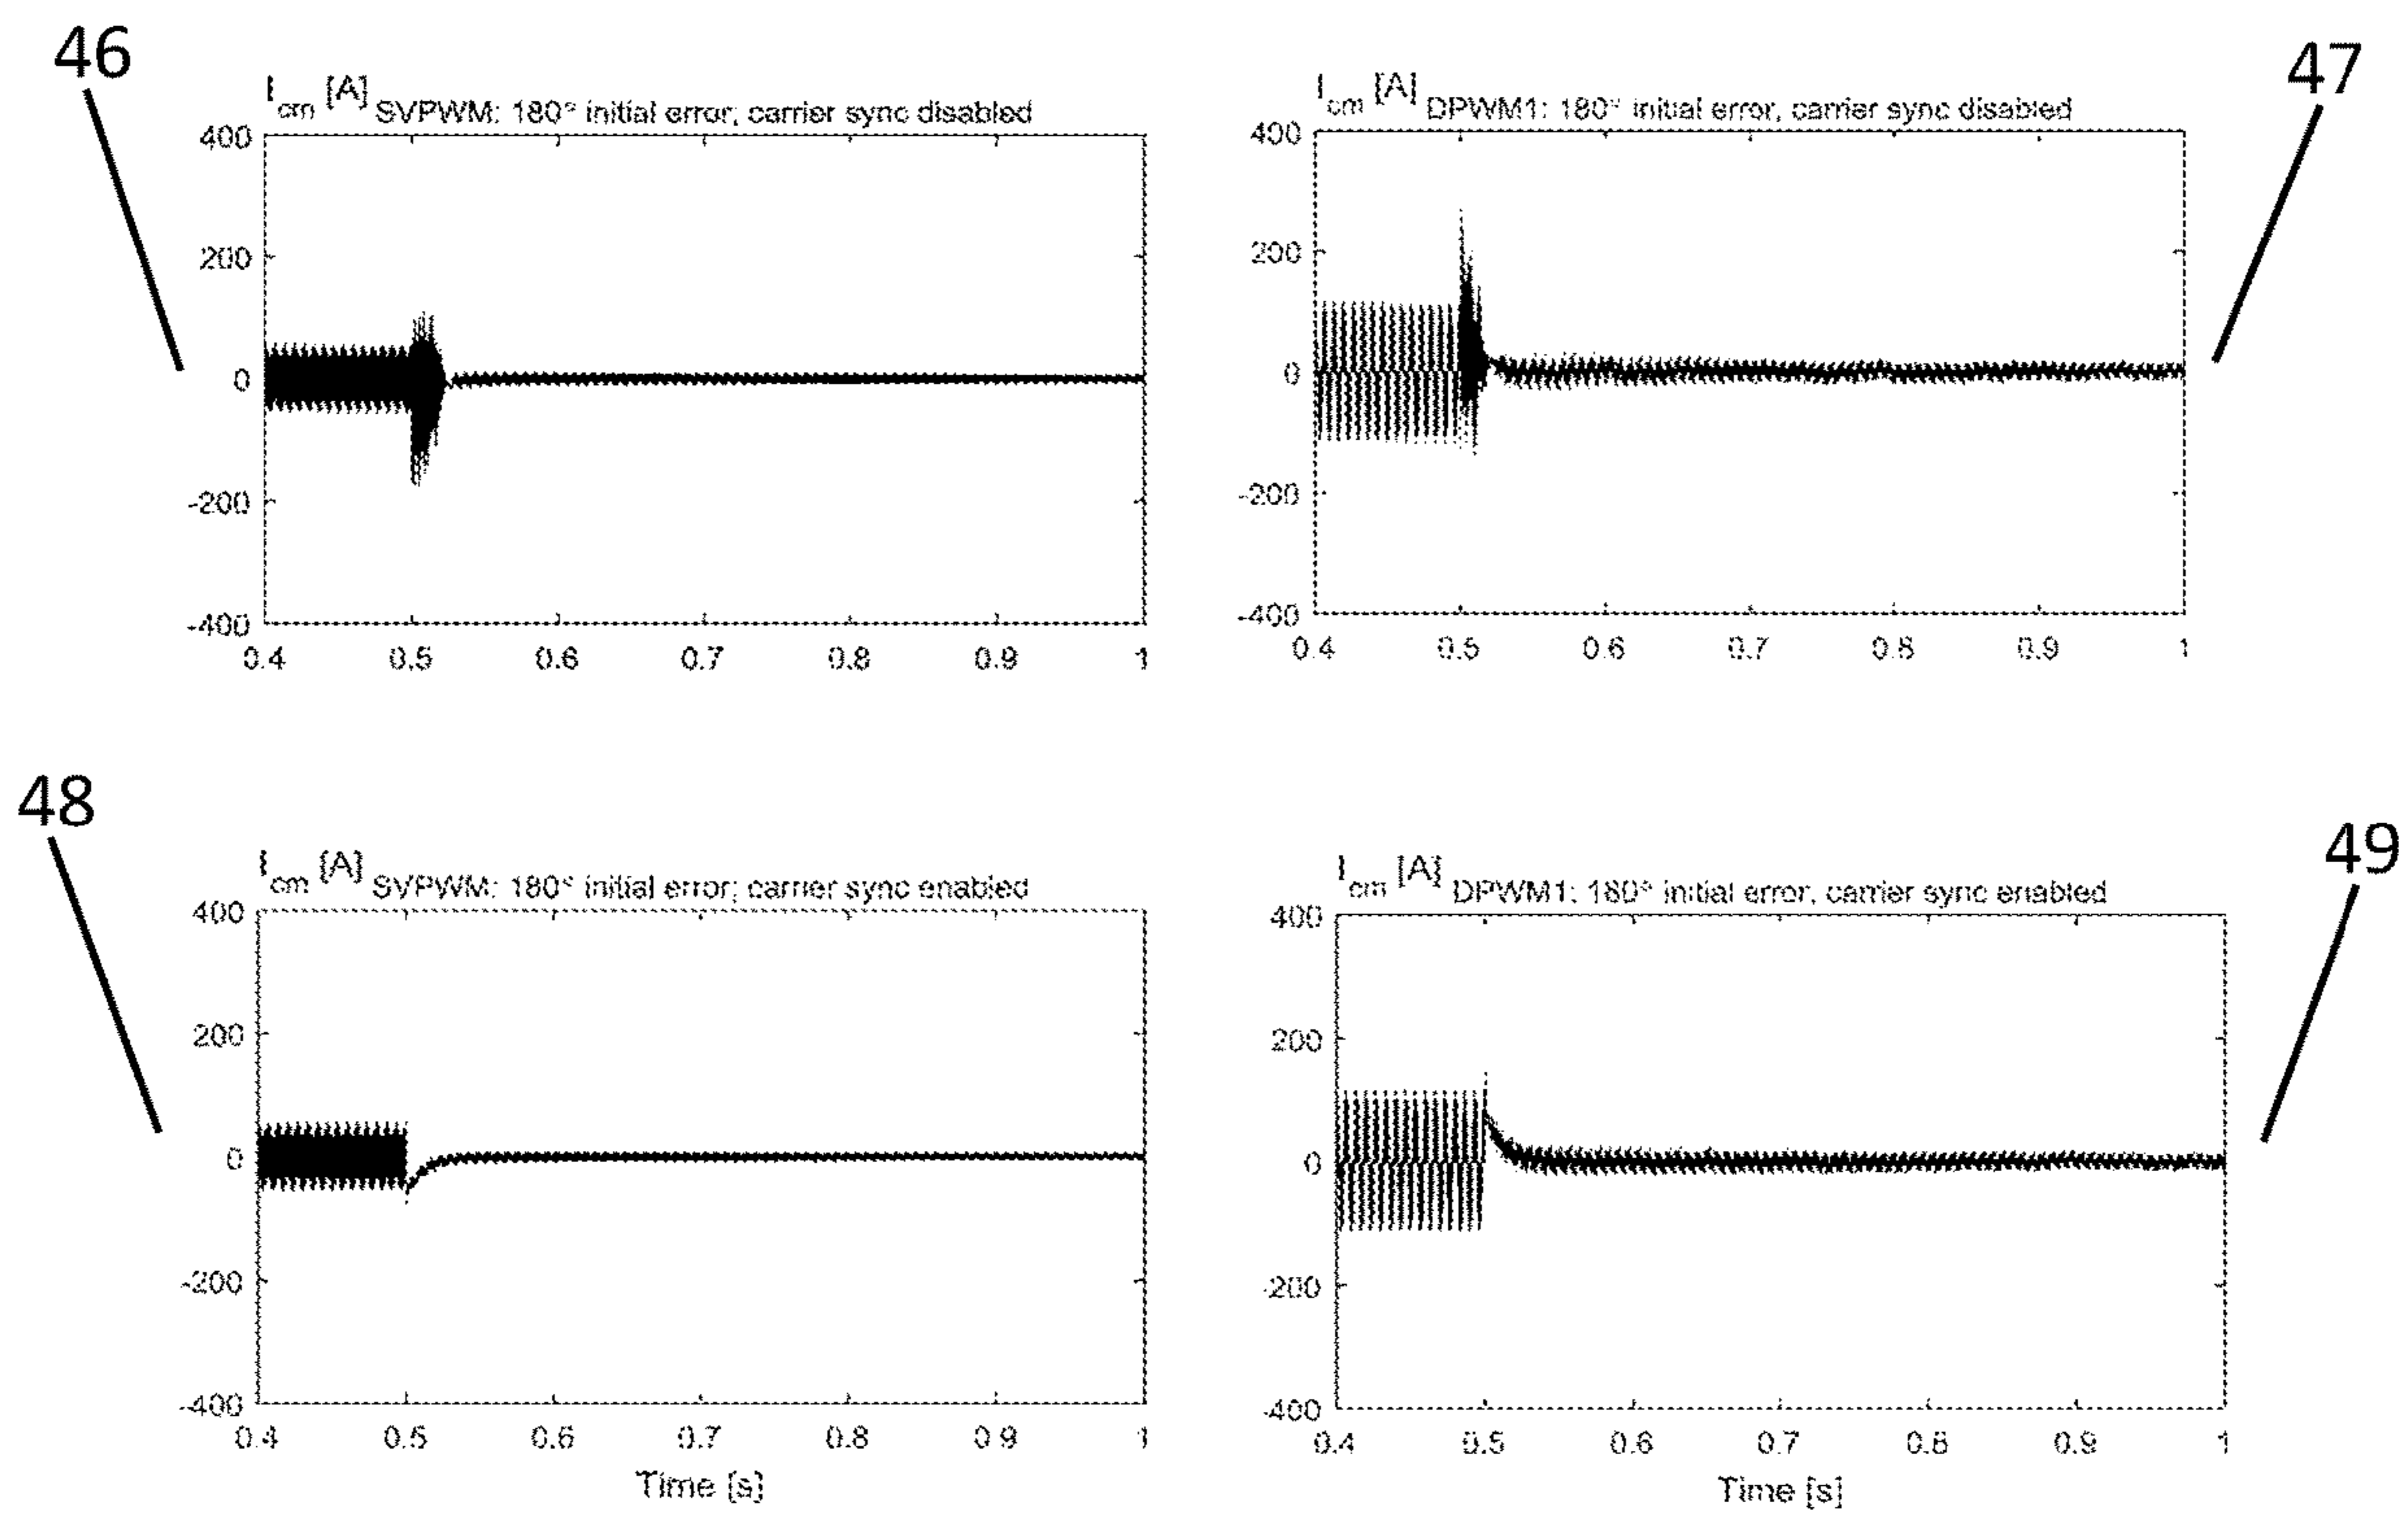 46
47
I_cm [A] SVPWM: 180° initial error; carrier sync disabled
400
200
0
-200
-400
0.4 0.5 0.6 0.7 0.8 0.9 1
I_cm [A] DPWM1: 180° initial error, carrier sync disabled
400
200
0
-200
-400
0.4 0.5 0.6 0.7 0.8 0.9 1
48
49
I_cm [A] SVPWM: 180° initial error; carrier sync enabled
400
200
0
-200
-400
0.4 0.5 0.6 0.7 0.8 0.9 1
Time [s]
I_cm [A] DPWM1: 180° initial error, carrier sync enabled
400
200
0
-200
-400
0.4 0.5 0.6 0.7 0.8 0.9 1
Time [s]